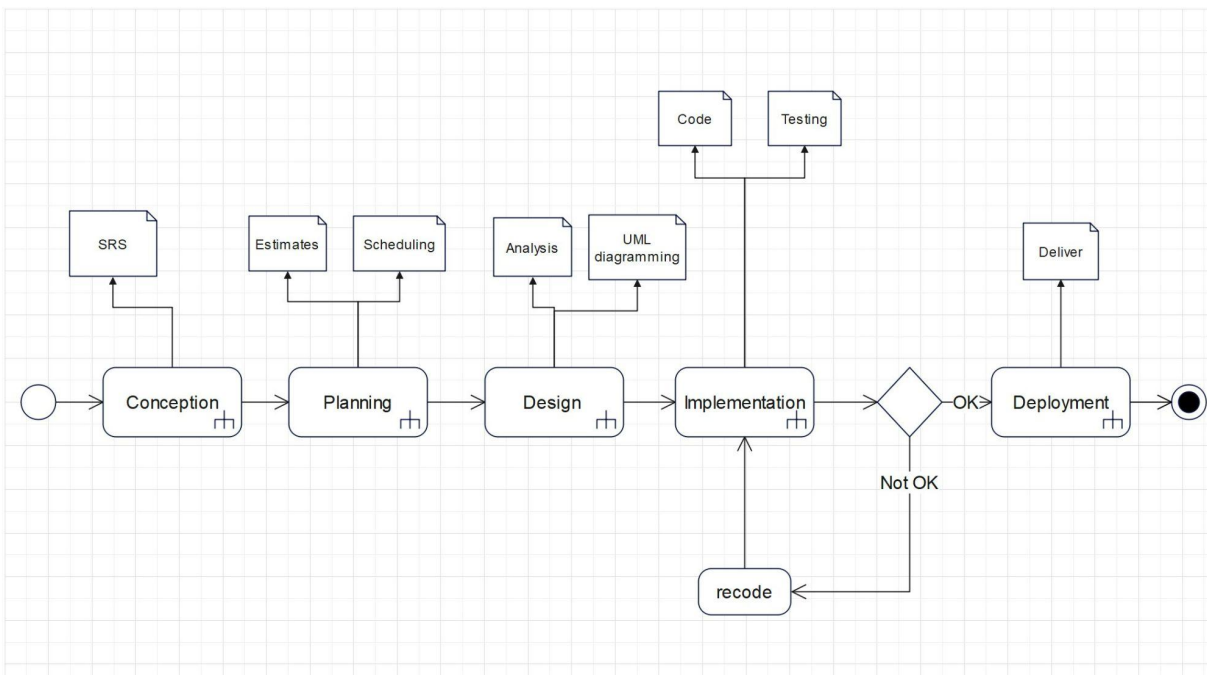 Code
Testing
SRS
Estimates
Scheduling
Analysis
UML
diagramming
Deliver
Conception
Planning
Design
Implementation
OK
Deployment
Not OK
recode